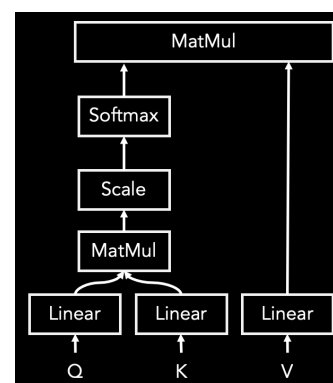 MatMul
Softmax
Scale
MatMul
Linear Linear Linear
Q K V